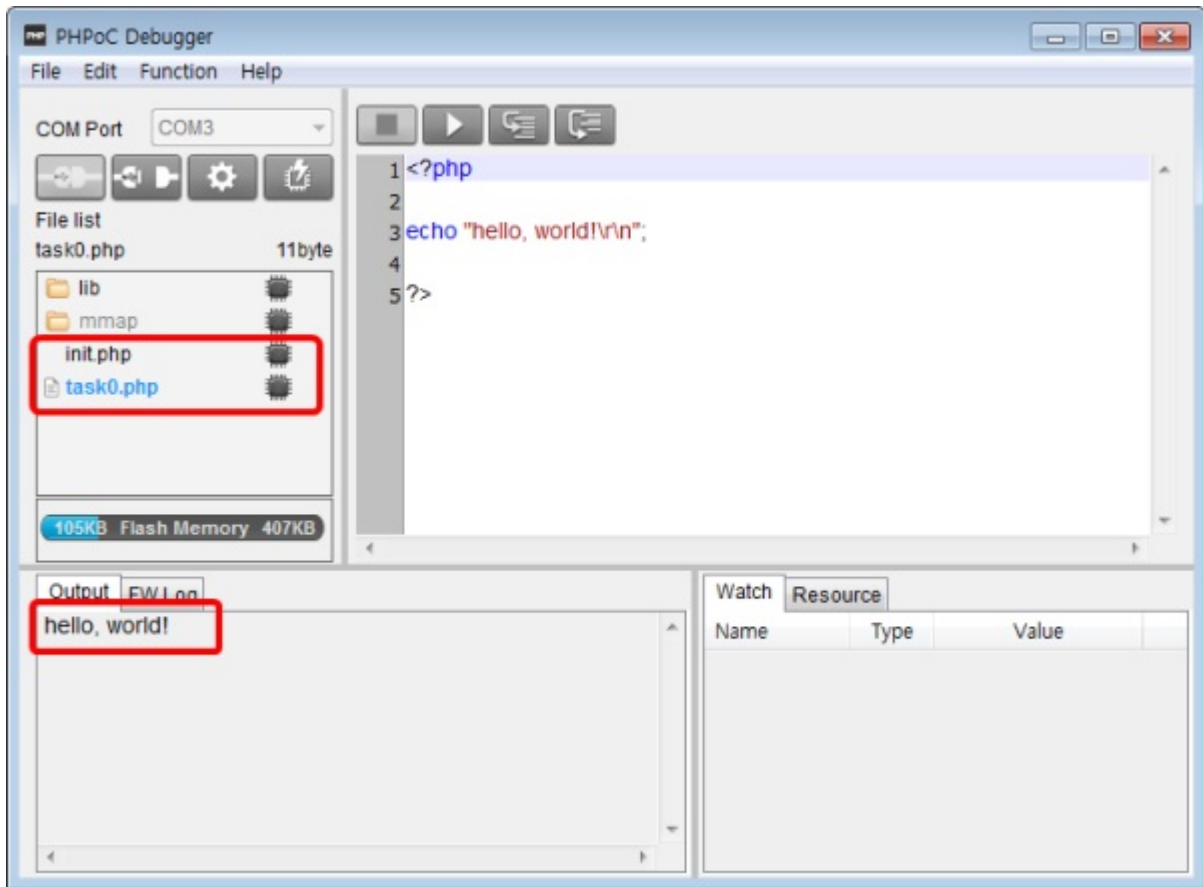 PHP PHPoC Debugger
File Edit Function Help
COM Port COM3
File list
task0.php 11byte
lib
mmap
init.php
task0.php
105KB Flash Memory 407KB
1 <?php
2
3 echo "hello, world!\r\n";
4
5 ?>
Output FW Log
hello, world!
Watch Resource
Name Type Value